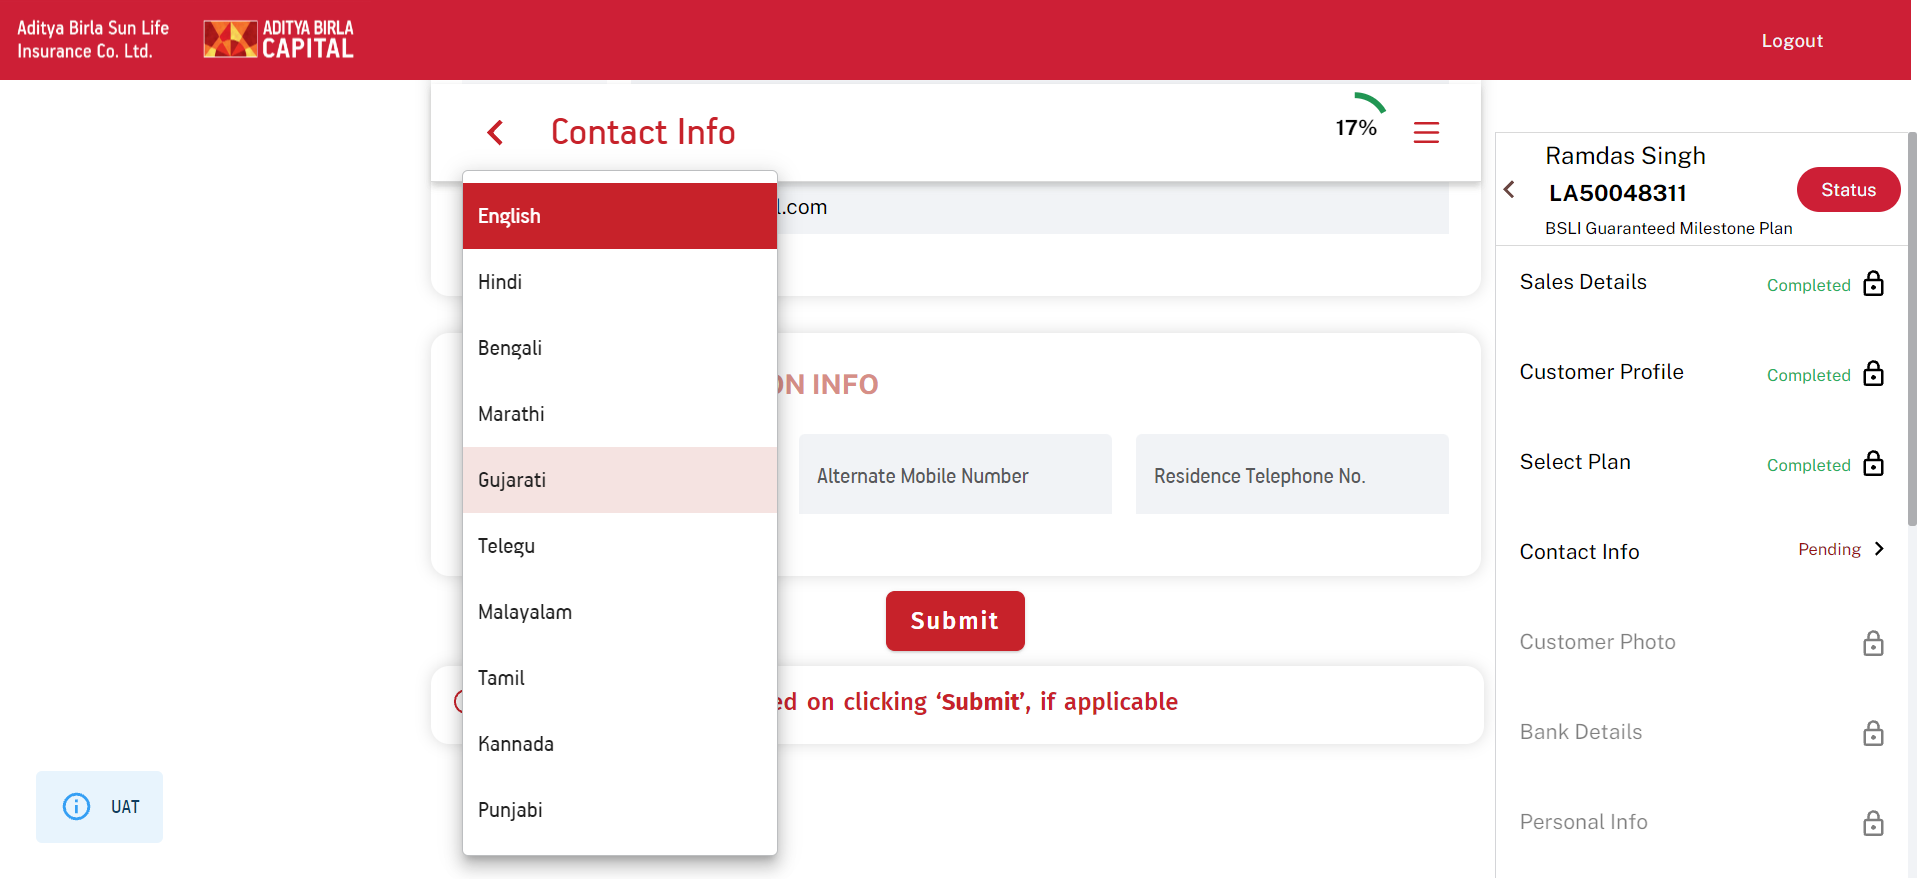 Aditya Birla Sun Life
Insurance Co. Ltd.
ADITYA BIRLA
CAPITAL
Logout
Contact Info
17%
.com
English
Hindi
Bengali
Marathi
Gujarati
Telegu
Malayalam
Tamil
Kannada
Punjabi
INFO
Alternate Mobile Number
Residence Telephone No.
Submit
on clicking ‘Submit’, if applicable
UAT
Ramdas Singh
LA50048311
BSLI Guaranteed Milestone Plan
Status
Sales Details
Completed
Customer Profile
Completed
Select Plan
Completed
Contact Info
Pending
Customer Photo
Bank Details
Personal Info